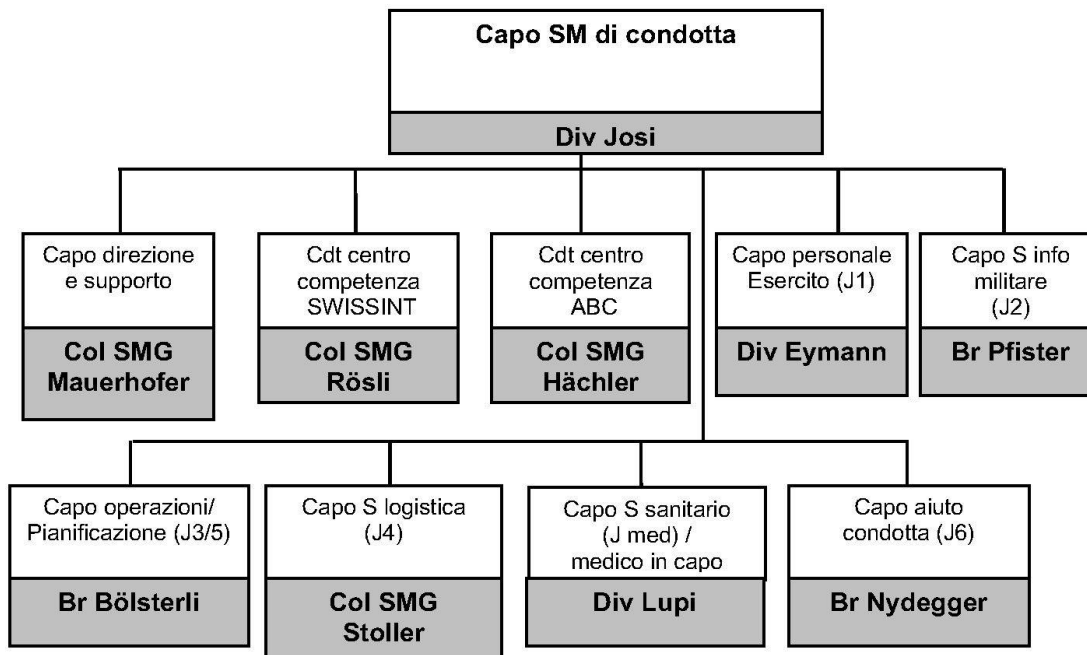 Capo SM di condotta
Div Josi
Capo direzione
e supporto
Col SMG
Mauerhofer
Cdt centro
competenza
SWISSINT
Col SMG
Rösli
Cdt centro
competenza
ABC
Col SMG
Hächler
Capo personale
Esercito (J1)
Div Eymann
Capo S info
militare
(J2)
Br Pfister
Capo operazioni/
Pianificazione (J3/5)
Br Bölsterli
Capo S logistica
(J4)
Col SMG
Stoller
Capo S sanitario
(J med) /
medico in capo
Div Lupi
Capo aiuto
condotta (J6)
Br Nydegger